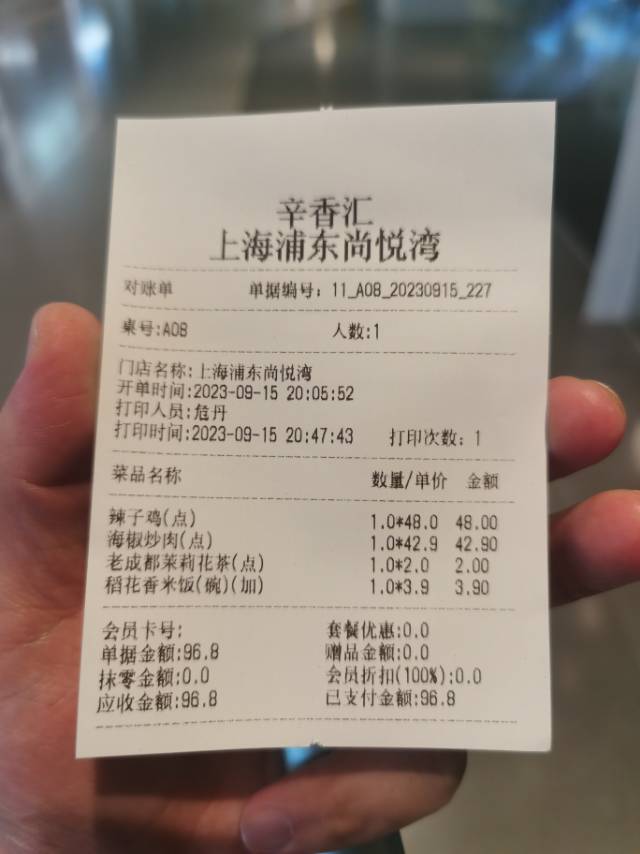 辛香汇
上海浦东尚悦湾
对账单 单据编号: 11_A08_20230915_227
桌号:A08 人数:1
门店名称:上海浦东尚悦湾
开单时间:2023-09-15 20:05:52
打印人员:危丹
打印时间:2023-09-15 20:47:43 打印次数: 1
菜品名称 数量/单价 金额
辣子鸡(点) 1.0*48.0 48.00
海椒炒肉(点) 1.0*42.9 42.90
老成都茉莉花茶(点) 1.0*2.0 2.00
稻花香米饭(碗)(加) 1.0*3.9 3.90
会员卡号: 套餐优惠:0.0
单据金额:96.8 赠品金额:0.0
抹零金额:0.0 会员折扣(100%):0.0
应收金额:96.8 已支付金额:96.8